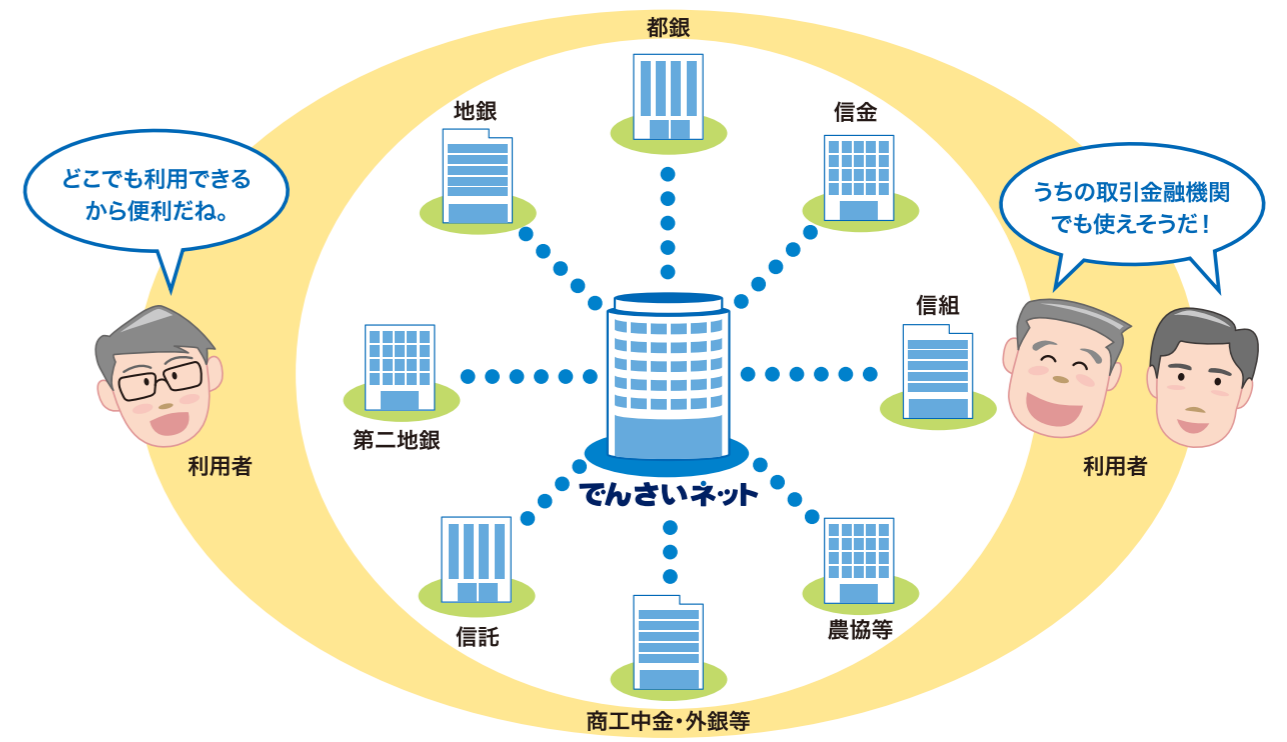 都銀
地銀
信金
どこでも利用できる
から便利だね。
うちの取引金融機関
でも使えそうだ!
信組
第二地銀
利用者
利用者
でんさいネット
信託
農協等
商工中金・外銀等